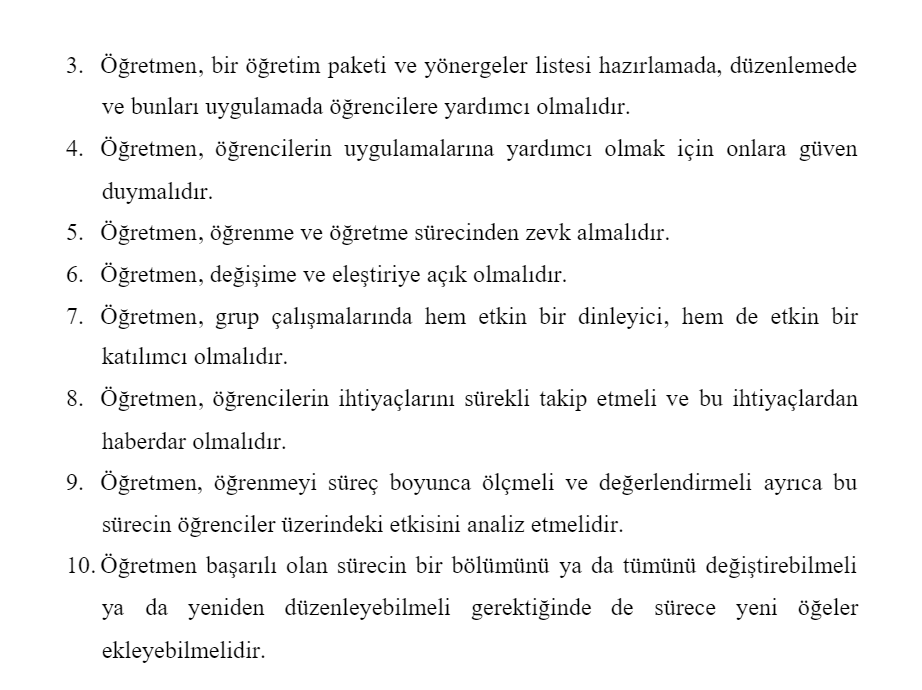 3. Öğretmen, bir öğretim paketi ve yönergeler listesi hazırlamada, düzenlemede
ve bunları uygulamada öğrencilere yardımcı olmalıdır.
4. Öğretmen, öğrencilerin uygulamalarına yardımcı olmak için onlara güven
duymalıdır.
5. Öğretmen, öğrenme ve öğretme sürecinden zevk almalıdır.
6. Öğretmen, değişime ve eleştiriye açık olmalıdır.
7. Öğretmen, grup çalışmalarında hem etkin bir dinleyici, hem de etkin bir
katılımcı olmalıdır.
8. Öğretmen, öğrencilerin ihtiyaçlarını sürekli takip etmeli ve bu ihtiyaçlardan
haberdar olmalıdır.
9. Öğretmen, öğrenmeyi süreç boyunca ölçmeli ve değerlendirmeli ayrıca bu
sürecin öğrenciler üzerindeki etkisini analiz etmelidir.
10. Öğretmen başarılı olan sürecin bir bölümünü ya da tümünü değiştirebilmeli
ya da yeniden düzenleyebilmeli gerektiğinde de sürece yeni öğeler
ekleyebilmelidir.